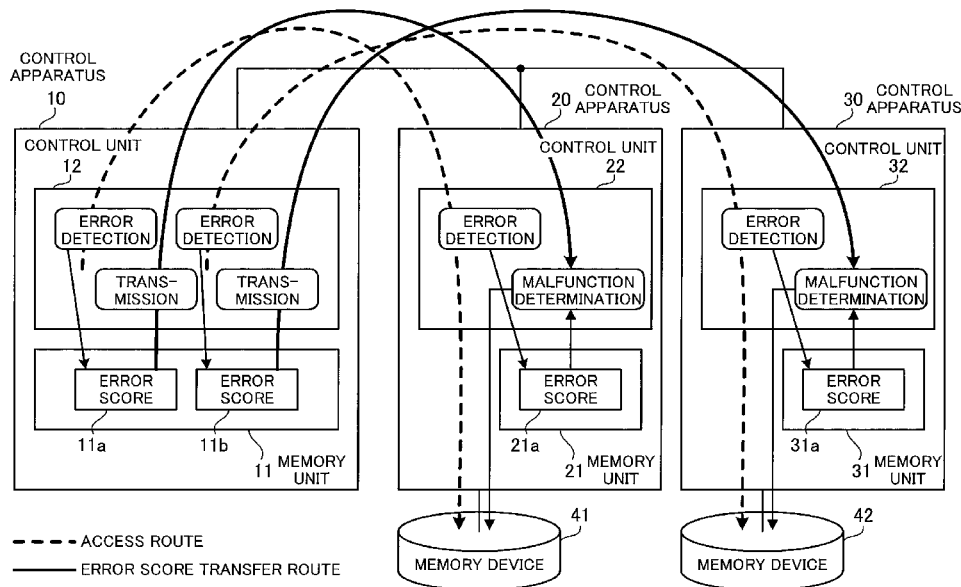 CONTROL
APPARATUS
10
20 CONTROL
APPARATUS
30 CONTROL
APPARATUS
CONTROL UNIT
12
CONTROL UNIT
22
CONTROL UNIT
32
ERROR
DETECTION
ERROR
DETECTION
TRANS-
MISSION
TRANS-
MISSION
ERROR
DETECTION
MALFUNCTION
DETERMINATION
ERROR
DETECTION
MALFUNCTION
DETERMINATION
ERROR
SCORE
ERROR
SCORE
11a
11b
11 MEMORY
UNIT
ERROR
SCORE
21a
21 MEMORY
UNIT
ERROR
SCORE
31a
31 MEMORY
UNIT
41
MEMORY DEVICE
42
MEMORY DEVICE
ACCESS ROUTE
ERROR SCORE TRANSFER ROUTE